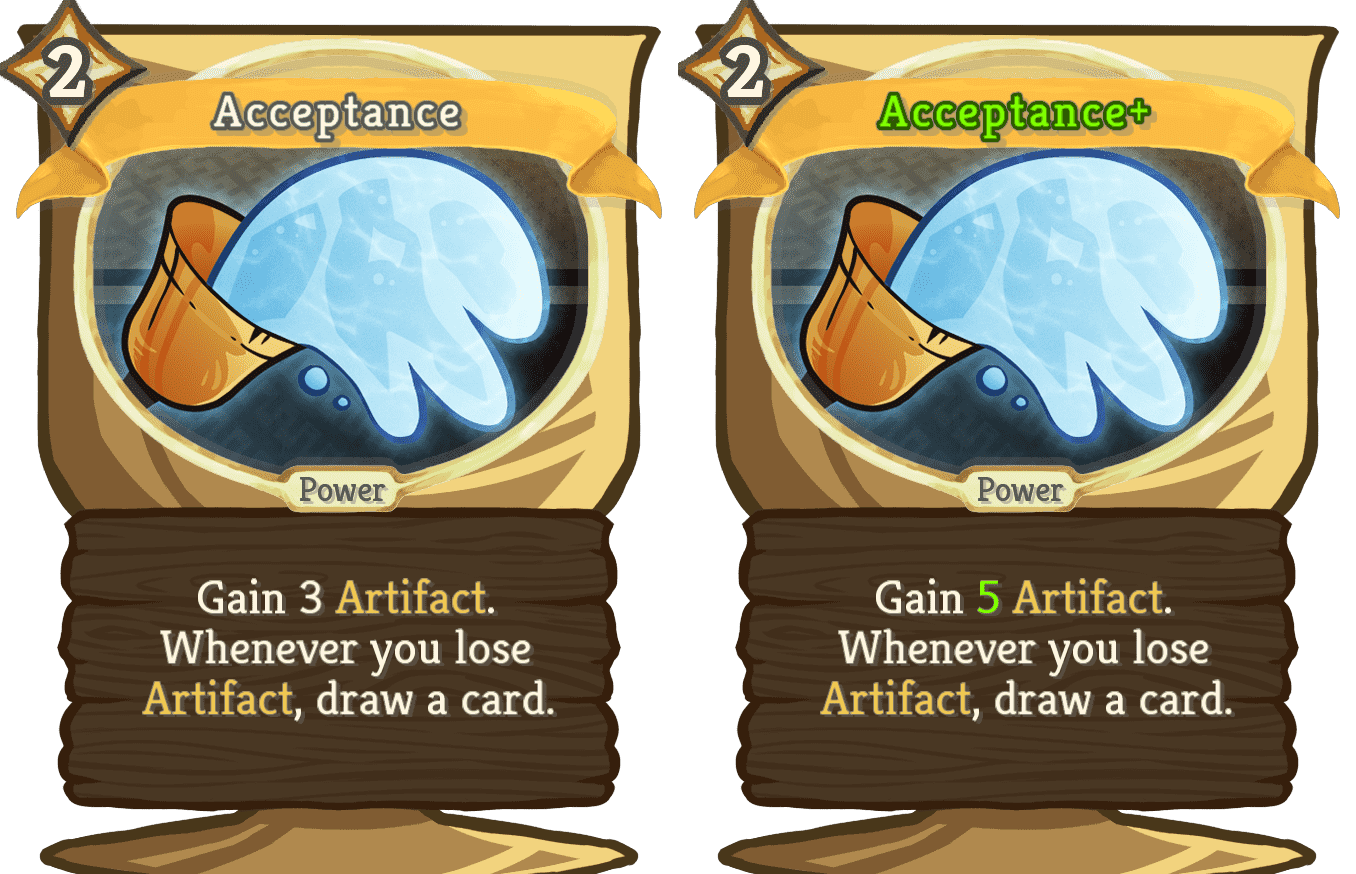 2
Acceptance
Power
Gain 3 Artifact.
Whenever you lose
Artifact, draw a card.
2
Acceptance+
Power
Gain 5 Artifact.
Whenever you lose
Artifact, draw a card.